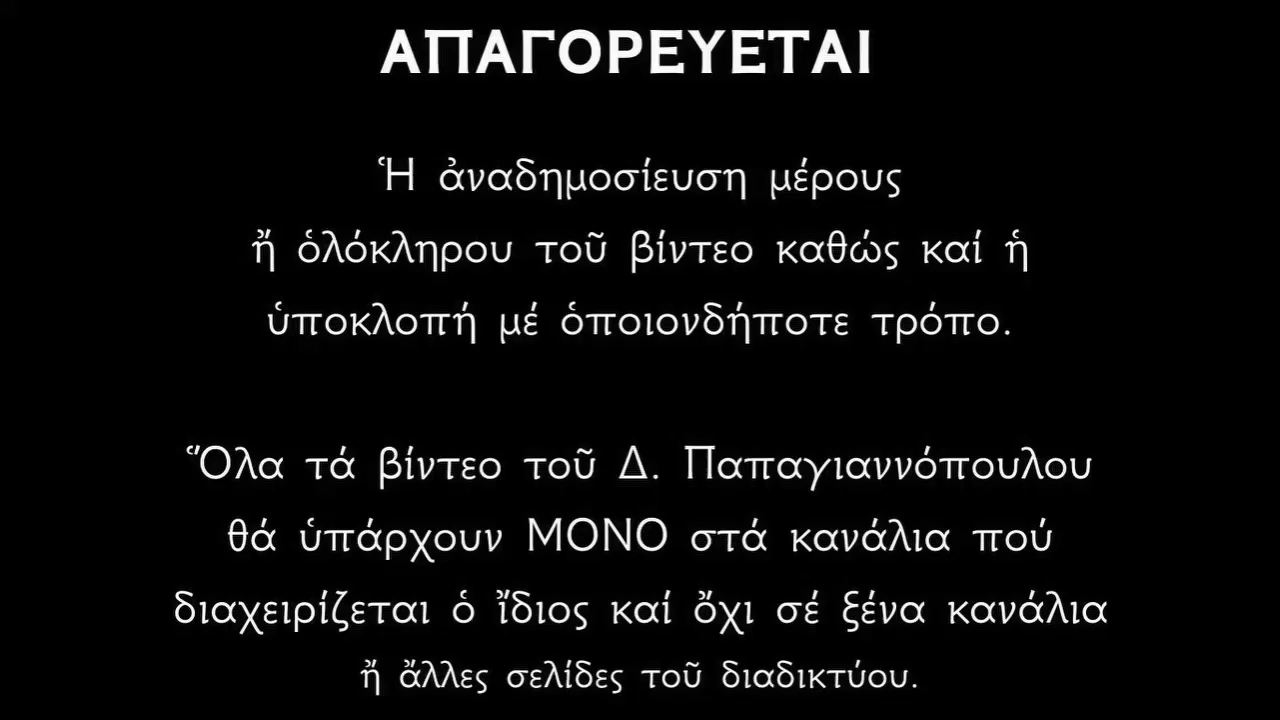 ΑΠΑΓΟΡΕΥΕΤΑΙ
Ἡ ἀναδημοσίευση μέρους
ἤ ὁλόκληρου τοῦ βίντεο καθώς καί ἡ
ὑποκλοπή μέ ὁποιονδήποτε τρόπο.
Ὅλα τά βίντεο τοῦ Δ. Παπαγιαννόπουλου
θά ὑπάρχουν ΜΟΝΟ στά κανάλια πού
διαχειρίζεται ὁ ἴδιος καί ὄχι σέ ξένα κανάλια
ἤ ἄλλες σελίδες τοῦ διαδικτύου.